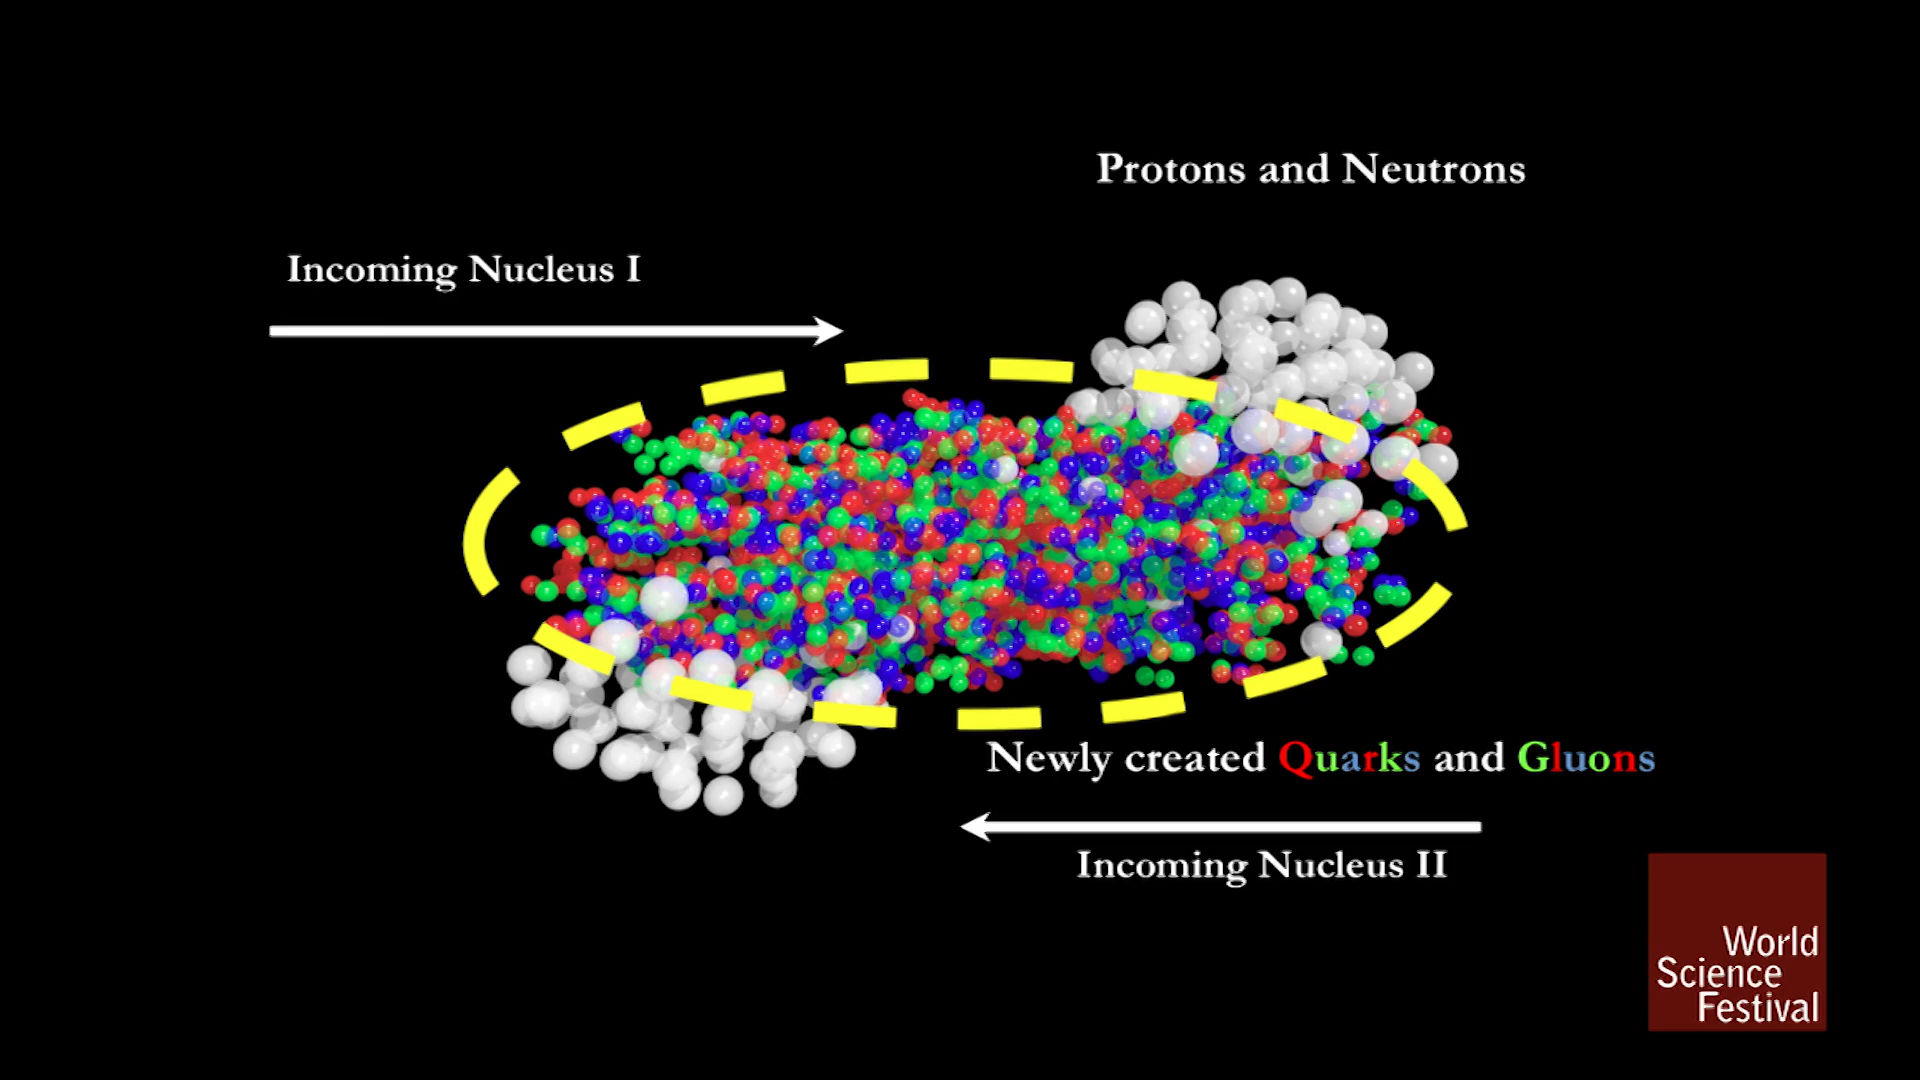 Protons and Neutrons
Incoming Nucleus I
Newly created Quarks and Gluons
Incoming Nucleus II
World
Science
Festival